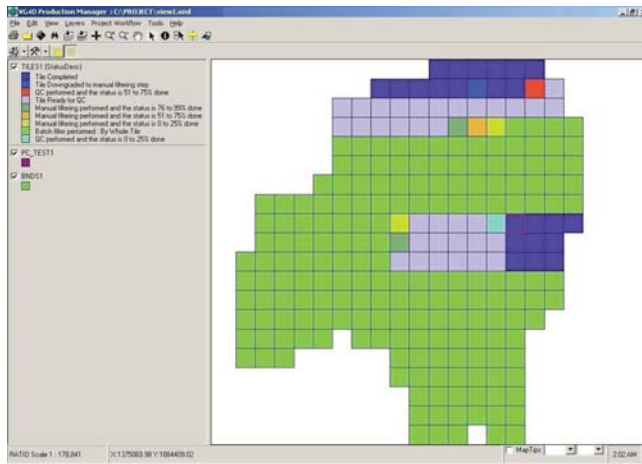 VG4D Production Manager : C:\PROJECT\view1.xml
File Edit View Layers Project Workflow Tools Help
TILES1 (StatusDesc)
Tile Completed
Tile Downgraded to manual filtering step
QC performed and the status is 51 to 75% done
Tile Ready for QC
Manual filtering performed and the status is 76 to 99% done
Manual filtering performed and the status is 51 to 75% done
Manual filtering performed and the status is 0 to 25% done
Batch filter performed : By Whole Tile
QC performed and the status is 0 to 25% done
PC_TEST1
BNDS1
RATIO Scale 1 : 178,841
X:1375069.98 Y:1884409.02
MapTips
2:02 AM